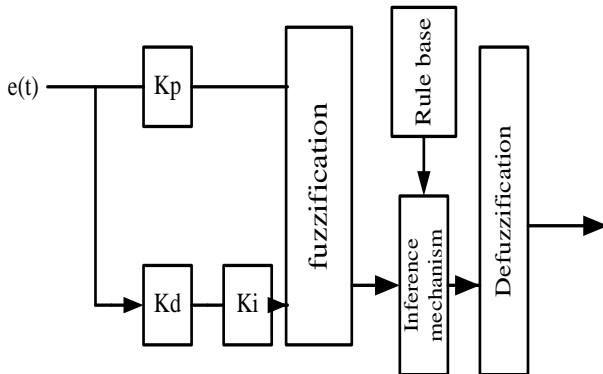 e(t)
Kp
Kd
Ki
fuzzification
Rule base
Inference
mechanism
Defuzzification